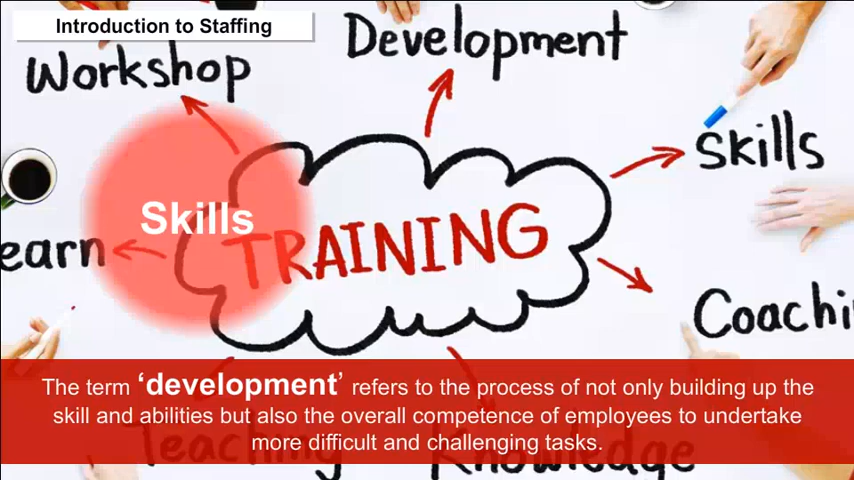 Introduction to Staffing
Workshop
Development
Skills
Skills
TRAINING
earn
Coachi
The term ‘development’ refers to the process of not only building up the
skill and abilities but also the overall competence of employees to undertake
more difficult and challenging tasks.
Teaching
Knowledge